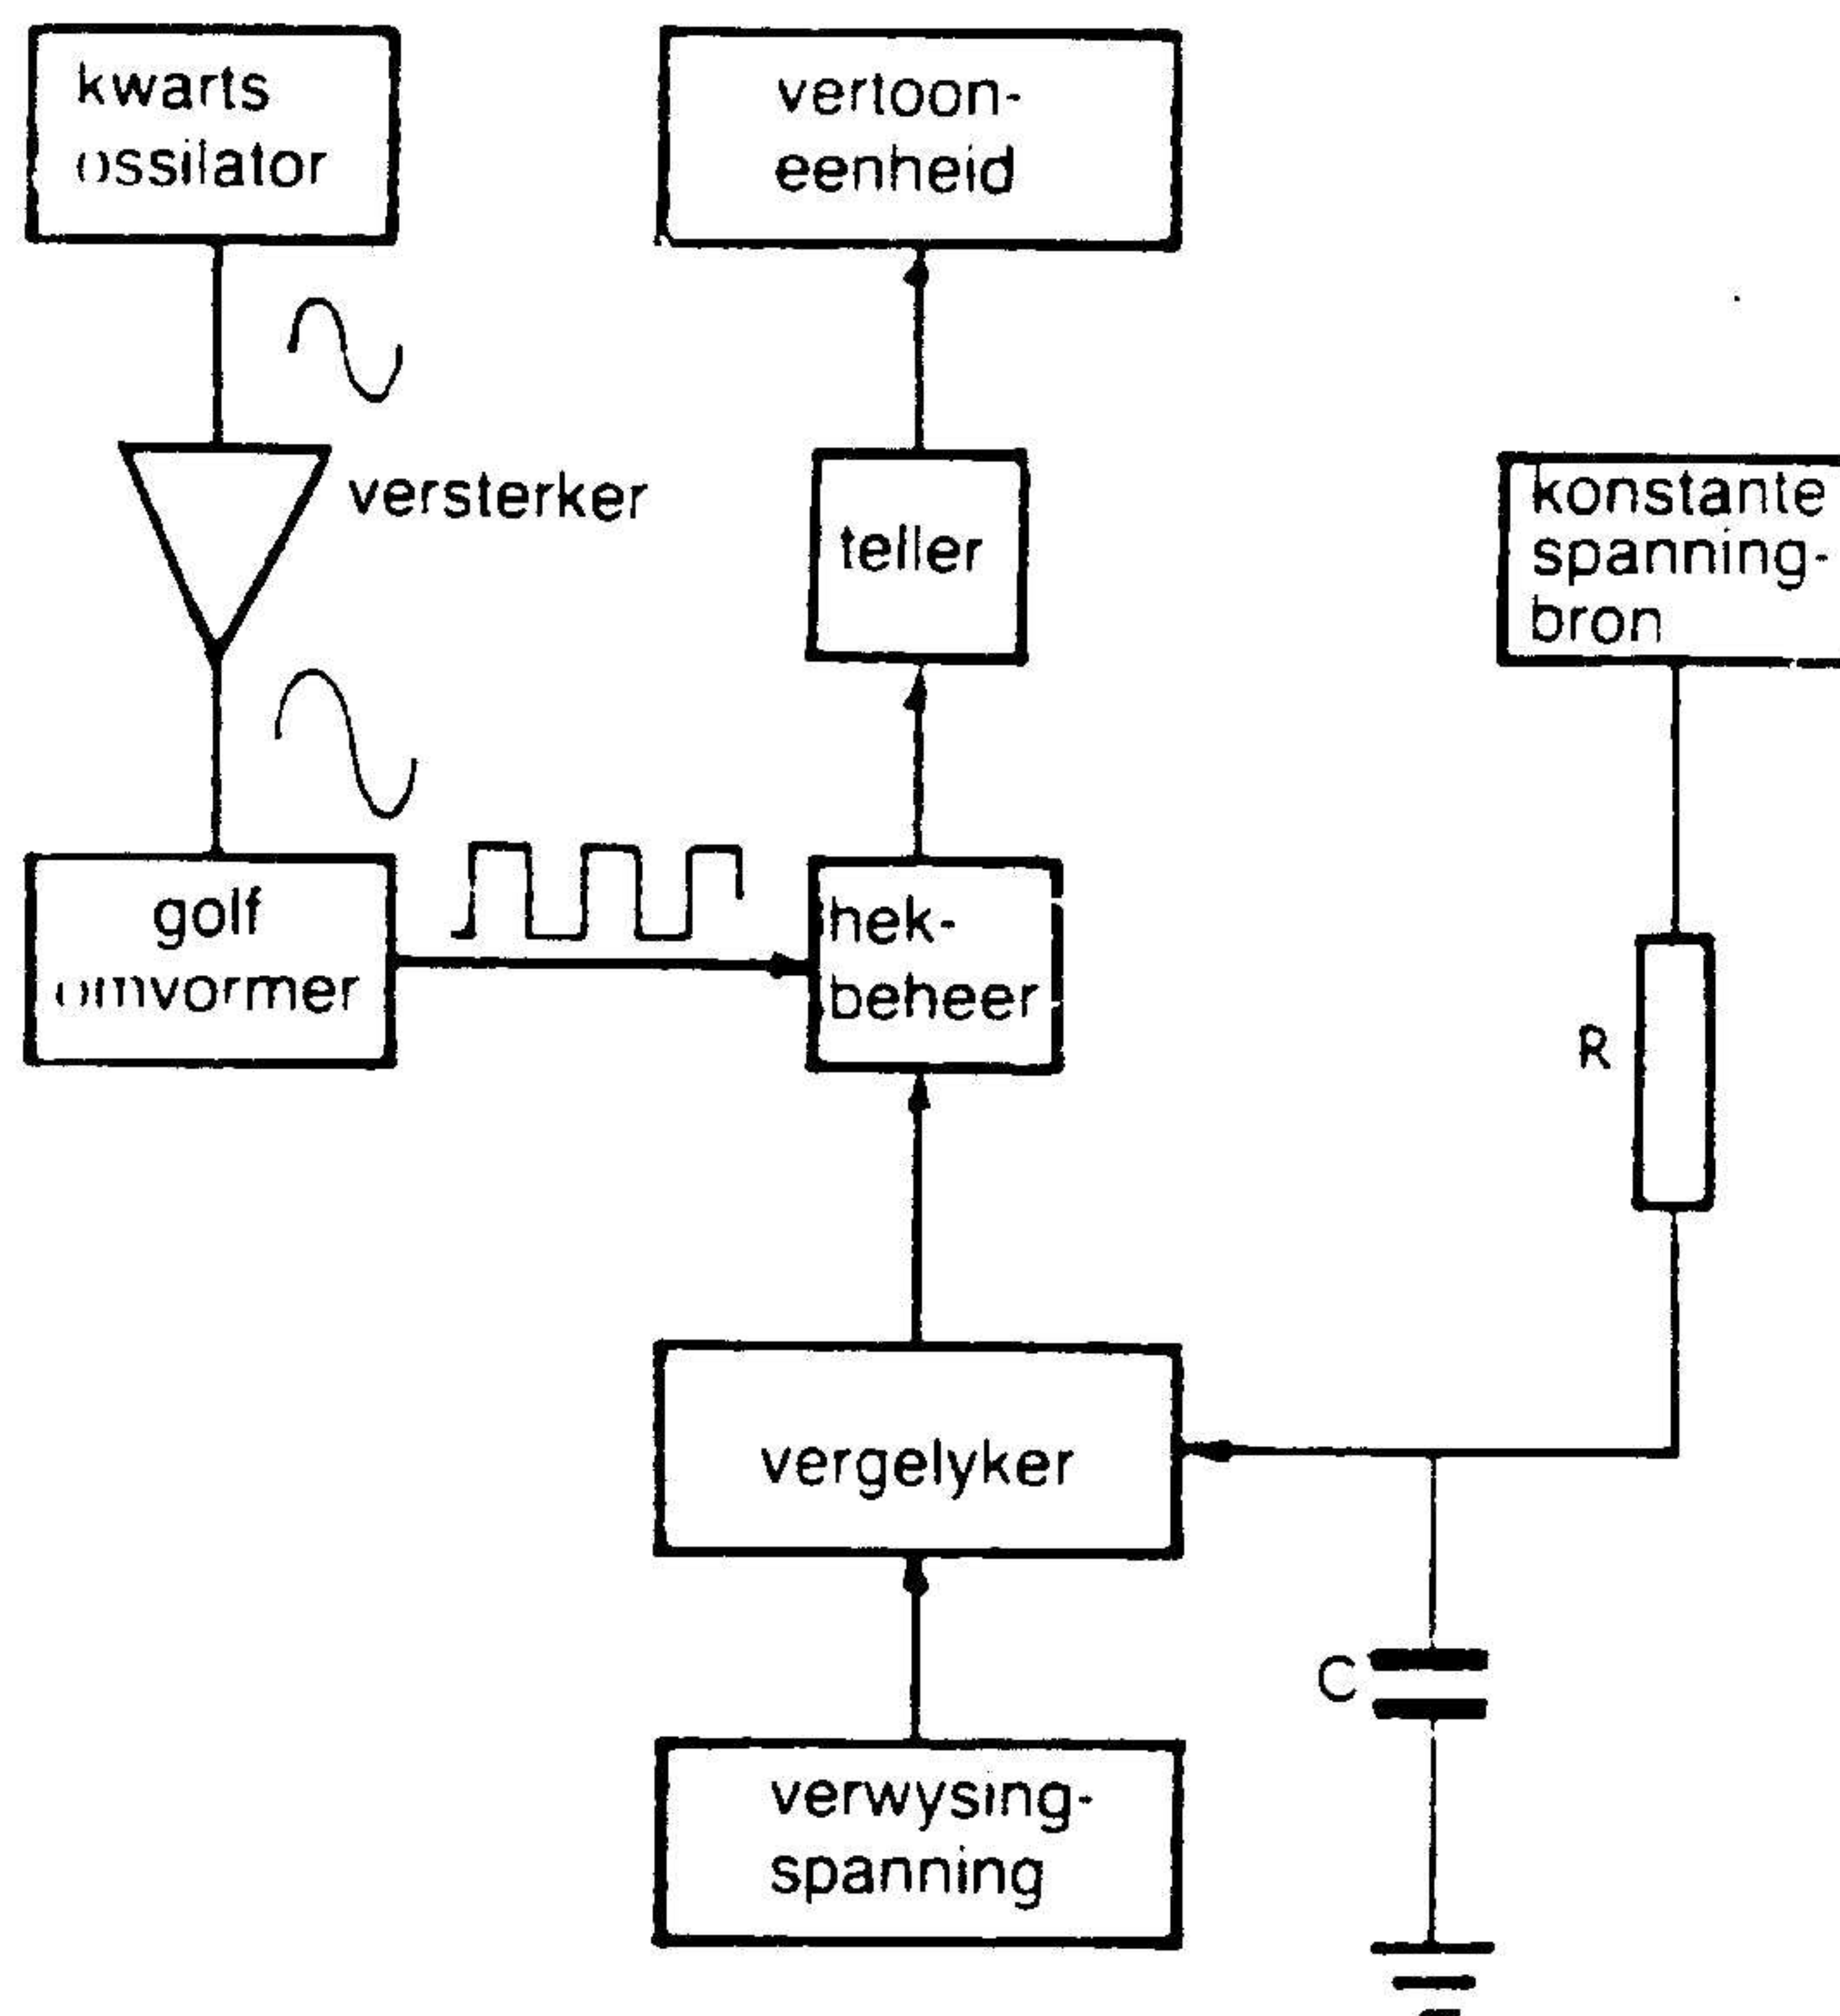 kwarts
ossilator
vertoon-
eenheid
versterker
teller
konstante
spanning-
bron
golf
omvormer
hek-
beheer
R
vergelyker
C
verwysing-
spanning